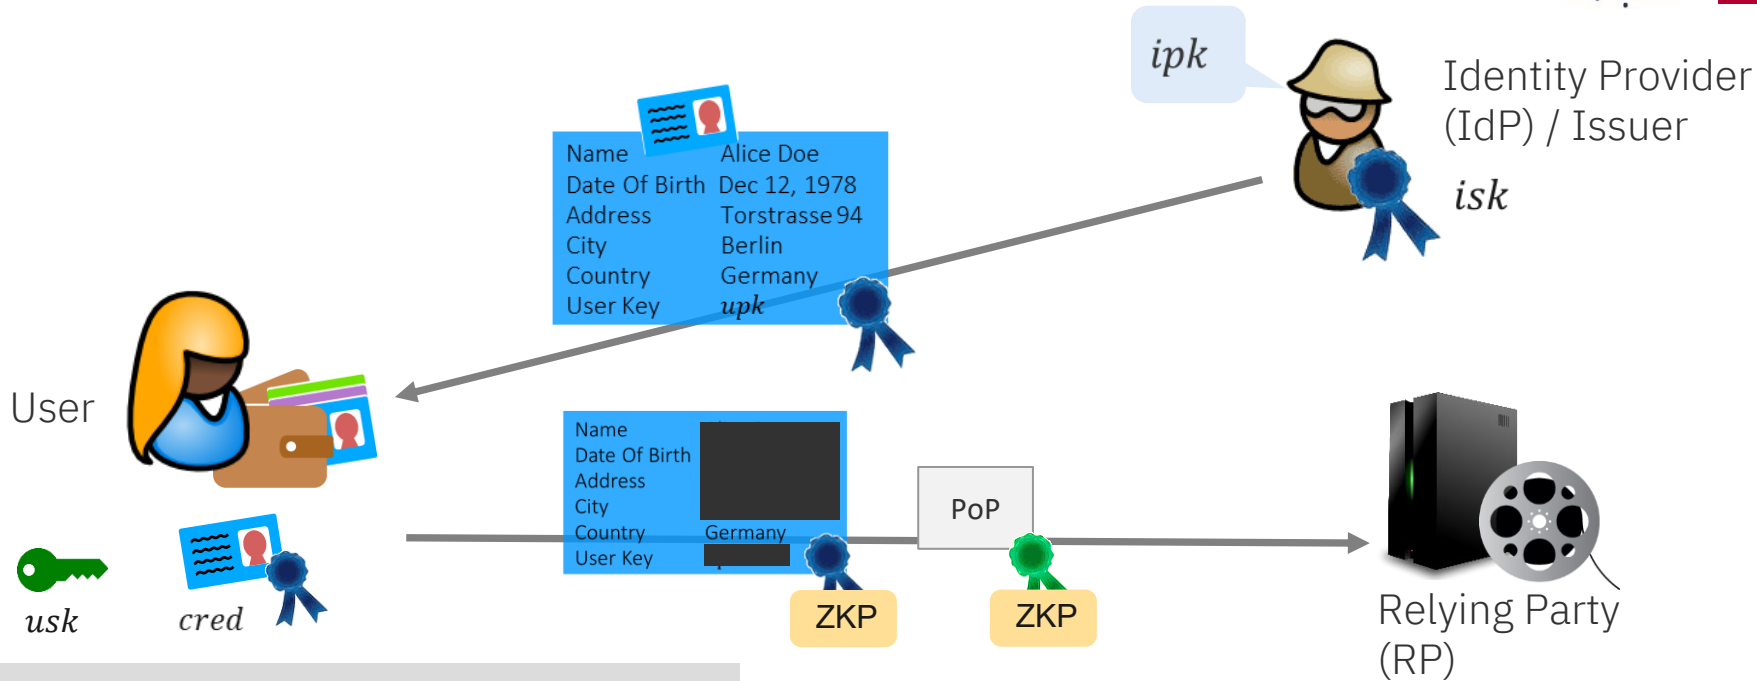 ipk
Identity Provider
(IdP) / Issuer
isk
Name Alice Doe
Date Of Birth Dec 12, 1978
Address Torstrasse 94
City Berlin
Country Germany
User Key upk
User
Name
Date Of Birth
Address
City
Country Germany
User Key
PoP
ZKP
ZKP
usk
cred
Relying Party
(RP)